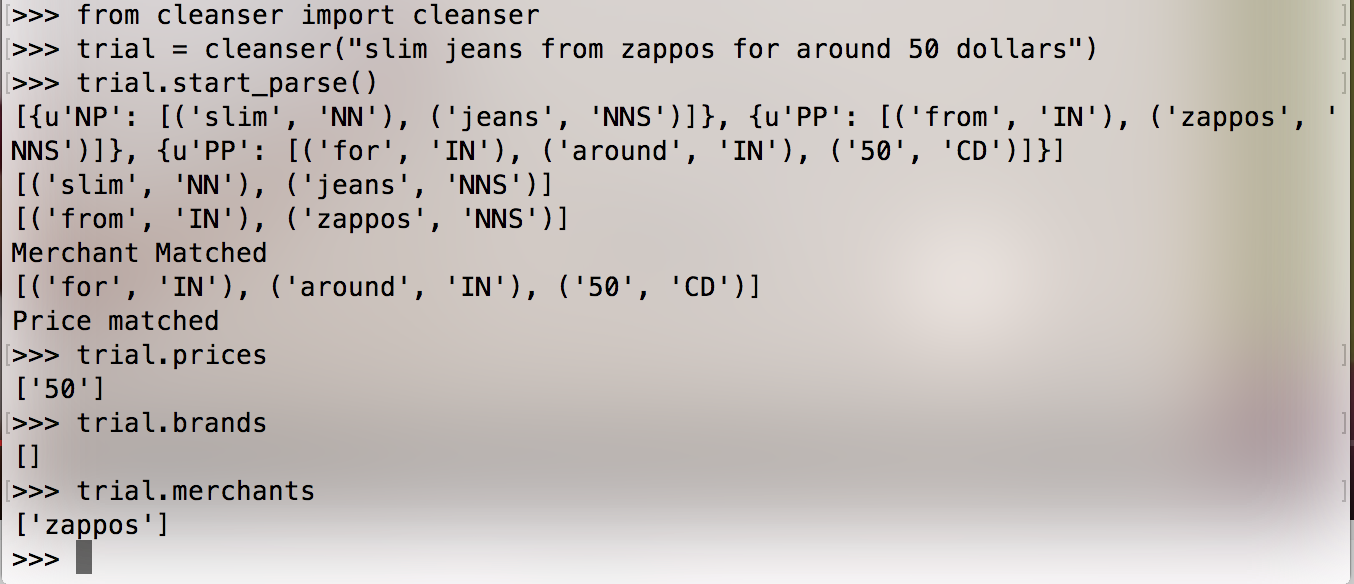 >>> from cleanser import cleanser
>>> trial = cleanser("slim jeans from zappos for around 50 dollars")
>>> trial.start_parse()
[{u'NP': [('slim', 'NN'), ('jeans', 'NNS')]}, {u'PP': [('from', 'IN'), ('zappos', '
NNS')]}, {u'PP': [('for', 'IN'), ('around', 'IN'), ('50', 'CD')]}]
[('slim', 'NN'), ('jeans', 'NNS')]
[('from', 'IN'), ('zappos', 'NNS')]
Merchant Matched
[('for', 'IN'), ('around', 'IN'), ('50', 'CD')]
Price matched
>>> trial.prices
['50']
>>> trial.brands
[]
>>> trial.merchants
['zappos']
>>>